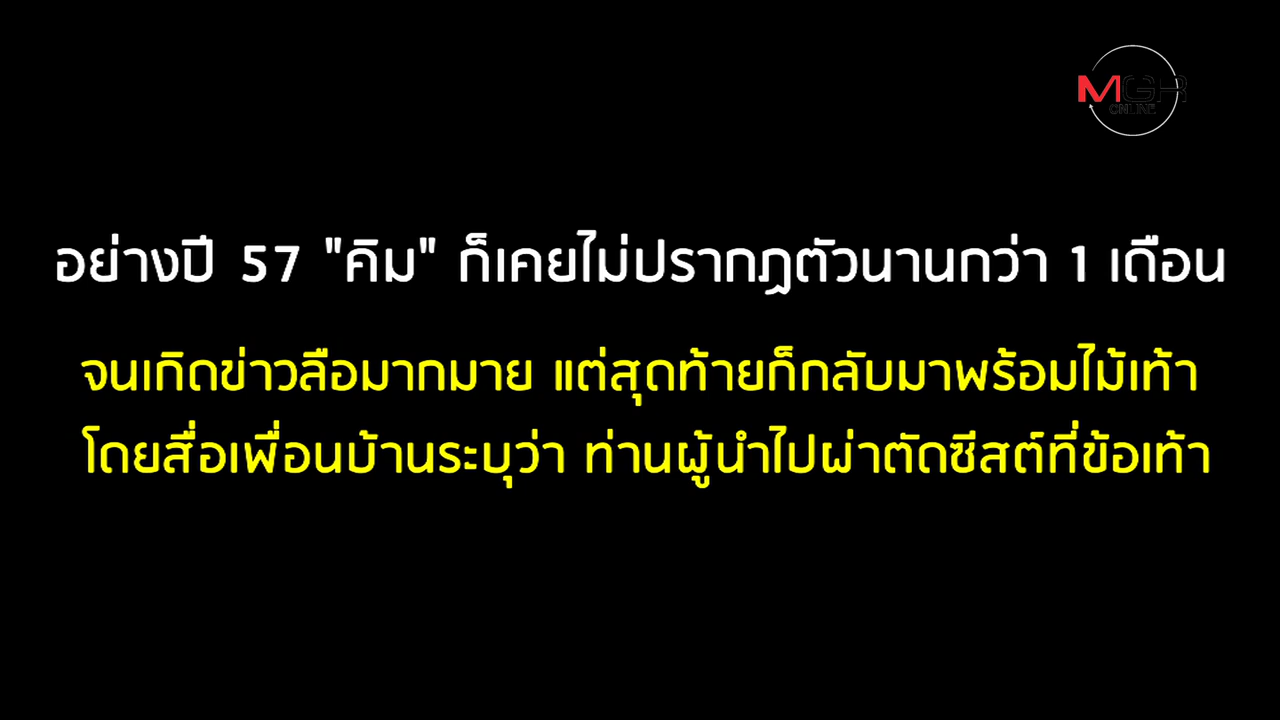 MGR
ONLINE
อย่างปี 57 "คิม" ก็เคยไม่ปรากฏตัวนานกว่า 1 เดือน
จนเกิดข่าวลือมากมาย แต่สุดท้ายก็กลับมาพร้อมไม้เท้า
โดยสื่อเพื่อนบ้านระบุว่า ท่านผู้นำไปผ่าตัดซีสต์ที่ข้อเท้า